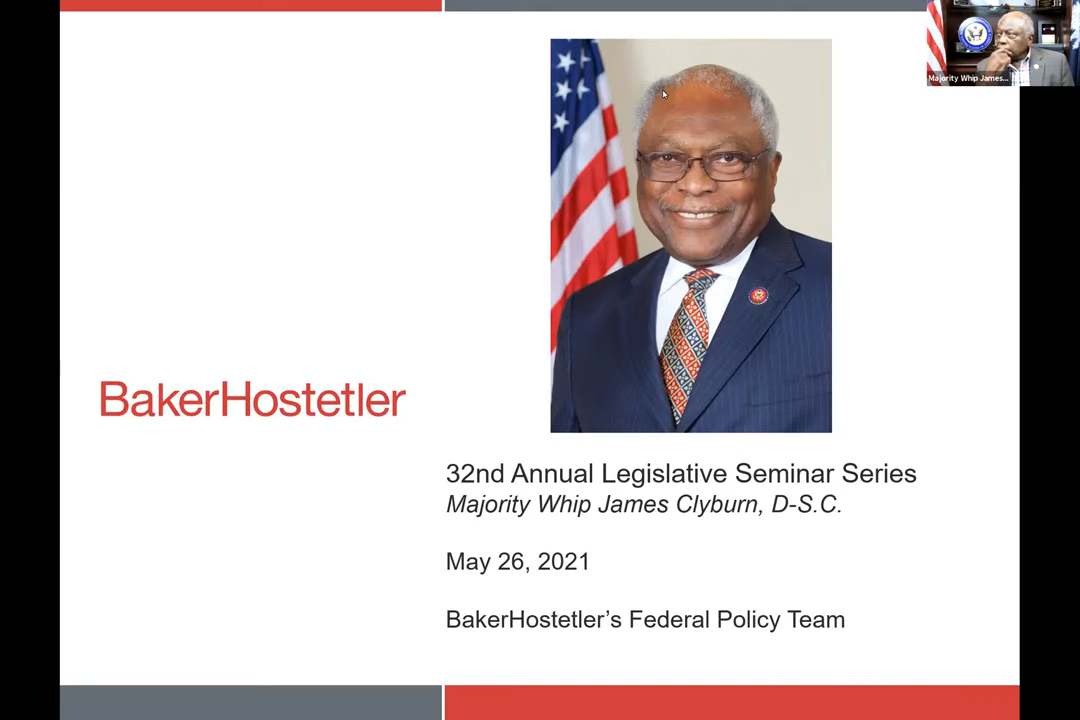 Majority Whip James...
BakerHostetler
32nd Annual Legislative Seminar Series
Majority Whip James Clyburn, D-S.C.
May 26, 2021
BakerHostetler’s Federal Policy Team